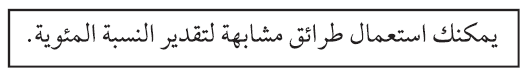 يمكنك استعمال طرائق مشابهة لتقدير النسبة المئوية.